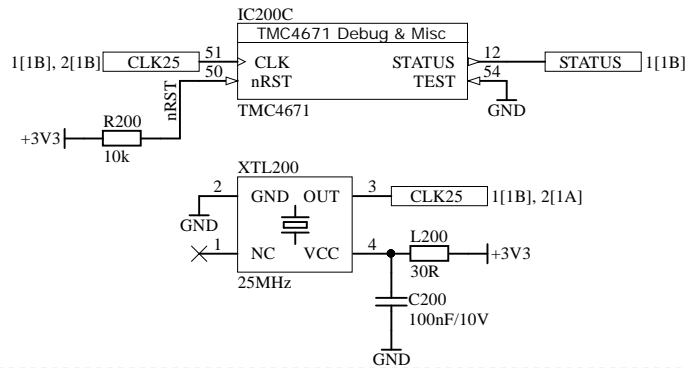 IC200C
TMC4671 Debug & Misc
1[1B], 2[1B] CLK25 51 CLK STATUS 12 STATUS 1[1B]
50 nRST TEST 54
nRST
GND
TMC4671
R200
+3V3
10k
XTL200
2 GND OUT 3 CLK25 1[1B], 2[1A]
GND
1 NC VCC 4 L200 +3V3
30R
25MHz
C200
100nF/10V
GND